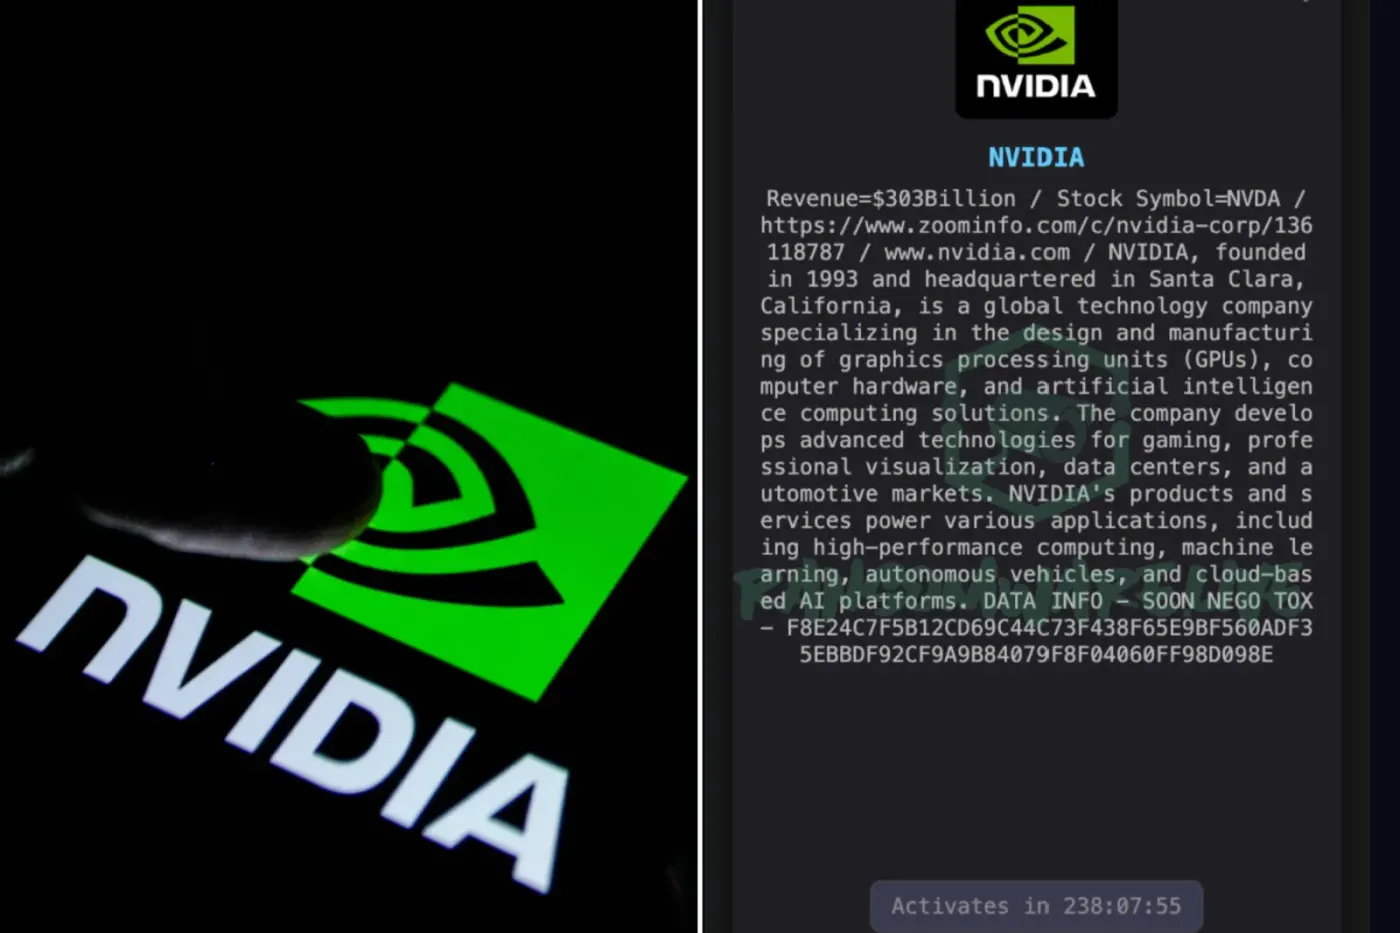 NVIDIA
NVIDIA
NVIDIA
Revenue=$303Billion / Stock Symbol=NVDA /
https://www.zoominfo.com/c/nvidia-corp/136
118787 / www.nvidia.com / NVIDIA, founded
in 1993 and headquartered in Santa Clara,
California, is a global technology company
specializing in the design and manufacturi
ng of graphics processing units (GPUs), co
mputer hardware, and artificial intelligen
ce computing solutions. The company develo
ps advanced technologies for gaming, profe
ssional visualization, data centers, and a
utomotive markets. NVIDIA's products and s
ervices power various applications, includ
ing high-performance computing, machine le
arning, autonomous vehicles, and cloud-bas
ed AI platforms. DATA INFO - SOON NEGO TOX
- F8E24C7F5B12CD69C44C73F438F65E9BF560ADF3
5EBBDF92CF9A9B84079F8F04060FF98D098E
RANSOMWARE.LIVE
Activates in 238:07:55